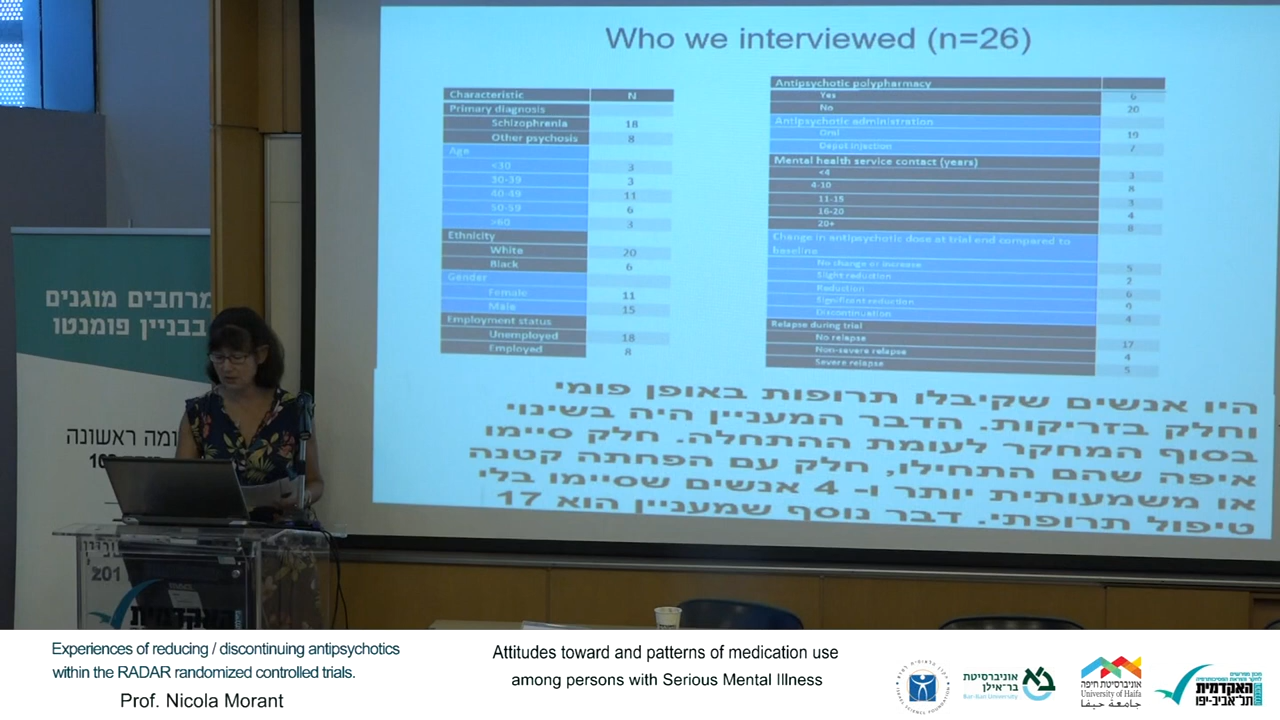 Who we interviewed (n=26)
Characteristic N
Primary diagnosis
Schizophrenia 18
Other psychosis 8
Age
<30 3
30-39 3
40-49 11
50-59 6
>60 3
Ethnicity
White 20
Black 6
Gender
Female 11
Male 15
Employment status
Unemployed 18
Employed 8
Antipsychotic polypharmacy
Yes 6
No 20
Antipsychotic administration
Oral 19
Depot injection 7
Mental health service contact (years)
<4 3
4-10 8
11-15 3
16-20 4
20+ 8
Change in antipsychotic dose at trial end compared to
baseline
No change or increase 5
Slight reduction 2
Reduction 6
Significant reduction 9
Discontinuation 4
Relapse during trial
No relapse 17
Non-severe relapse 4
Severe relapse 5
היו אנשים שקיבלו תרופות באופן פומי
וחלק בזריקות. הדבר המעניין היה בשינוי
בסוף המחקר לעומת ההתחלה. חלק סיימו
איפה שהם התחילו, חלק עם הפחתה קטנה
או משמעותית יותר ו- 4 אנשים שסיימו בלי
טיפול תרופתי. דבר נוסף שמעניין הוא 17
מרחבים מוגנים
בבניין פומנטו
ומה ראשונה
201
האקדמית
Experiences of reducing / discontinuing antipsychotics
within the RADAR randomized controlled trials.
Prof. Nicola Morant
Attitudes toward and patterns of medication use
among persons with Serious Mental Illness
אוניברסיטת
בר־אילן
Bar-Ilan University
אוניברסיטת חיפה
University of Haifa
جامعة حيفا
האקדמית
תל־אביב־יפו